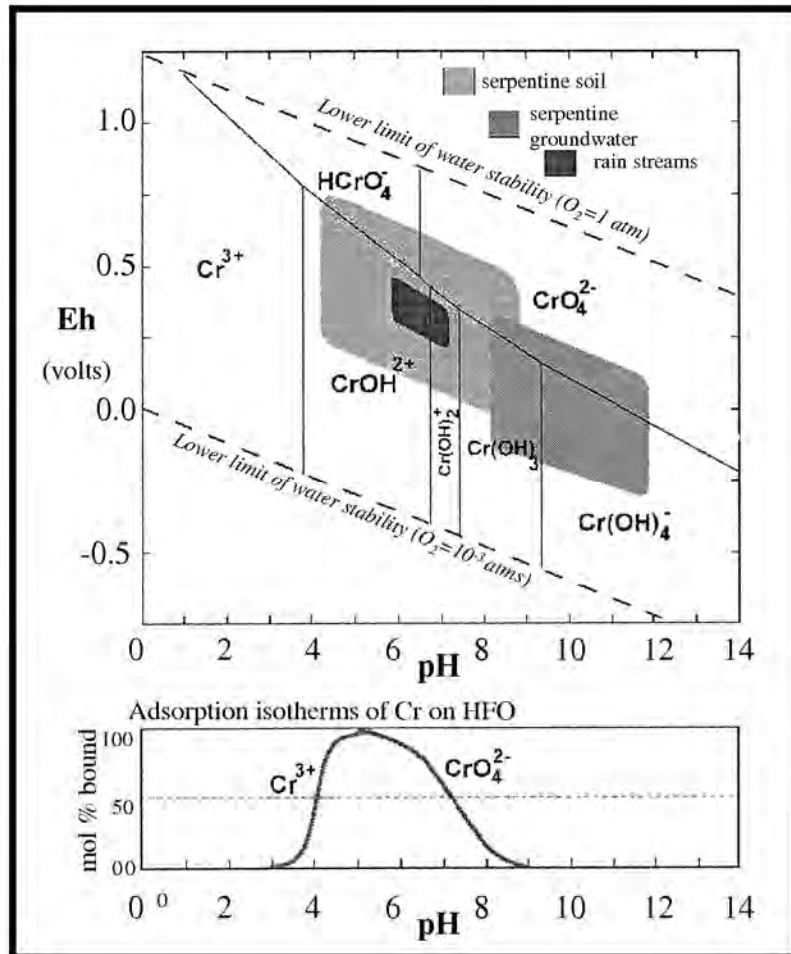 serpentine soil
serpentine
groundwater
rain streams
Lower limit of water stability (O₂=1 atm)
1.0
HCrO₄⁻
Cr³⁺
0.5
CrO₄²⁻
Eh
(volts)
CrOH²⁺
0.0
Cr(OH)₂⁺
Cr(OH)₃
Lower limit of water stability (O₂=10⁻³ atms)
Cr(OH)₄⁻
-0.5
0 2 4 6 8 10 12 14
pH
Adsorption isotherms of Cr on HFO
100
Cr³⁺
CrO₄²⁻
50
mol % bound
00
0 0 2 4 6 8 10 12 14
pH